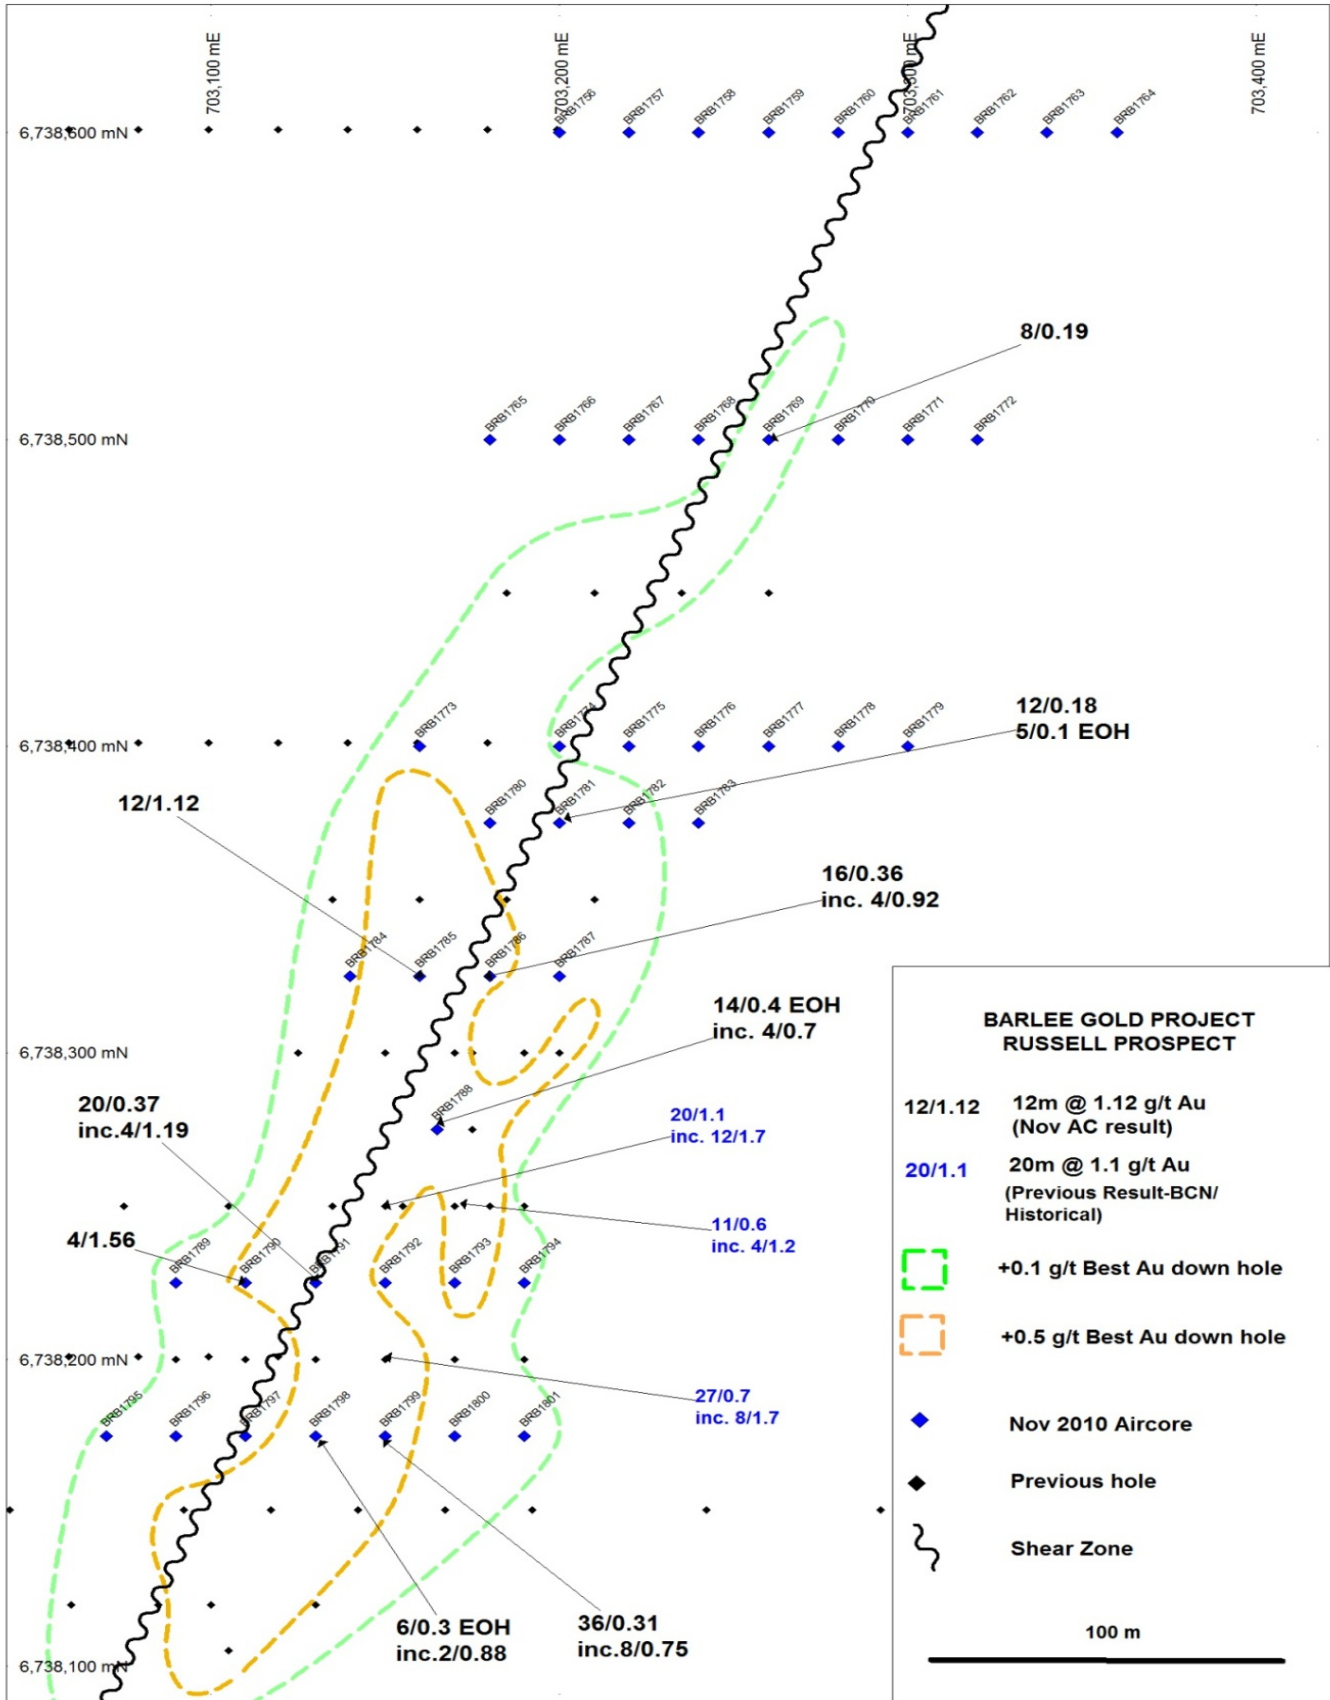 703,100 mE
703,200 mE
703,300 mE
703,400 mE
6,738,600 mN
BRB1756
BRB1757
BRB1758
BRB1759
BRB1760
BRB1761
BRB1762
BRB1763
BRB1764
8/0.19
6,738,500 mN
BRB1765
BRB1766
BRB1767
BRB1768
BRB1769
BRB1770
BRB1771
BRB1772
12/0.18
5/0.1 EOH
6,738,400 mN
BRB1773
BRB1774
BRB1775
BRB1776
BRB1777
BRB1778
BRB1779
BRB1780
BRB1781
BRB1782
BRB1783
12/1.12
16/0.36
inc. 4/0.92
BRB1784
BRB1785
BRB1786
BRB1787
14/0.4 EOH
inc. 4/0.7
6,738,300 mN
BRB1788
20/0.37
inc.4/1.19
20/1.1
inc. 12/1.7
11/0.6
inc. 4/1.2
4/1.56
BRB1789
BRB1790
BRB1791
BRB1792
BRB1793
BRB1794
6,738,200 mN
27/0.7
inc. 8/1.7
BRB1795
BRB1796
BRB1797
BRB1798
BRB1799
BRB1800
BRB1801
6/0.3 EOH
inc.2/0.88
36/0.31
inc.8/0.75
6,738,100 mN
BARLEE GOLD PROJECT
RUSSELL PROSPECT
12/1.12
12m @ 1.12 g/t Au
(Nov AC result)
20/1.1
20m @ 1.1 g/t Au
(Previous Result-BCN/
Historical)
+0.1 g/t Best Au down hole
+0.5 g/t Best Au down hole
Nov 2010 Aircore
Previous hole
Shear Zone
100 m